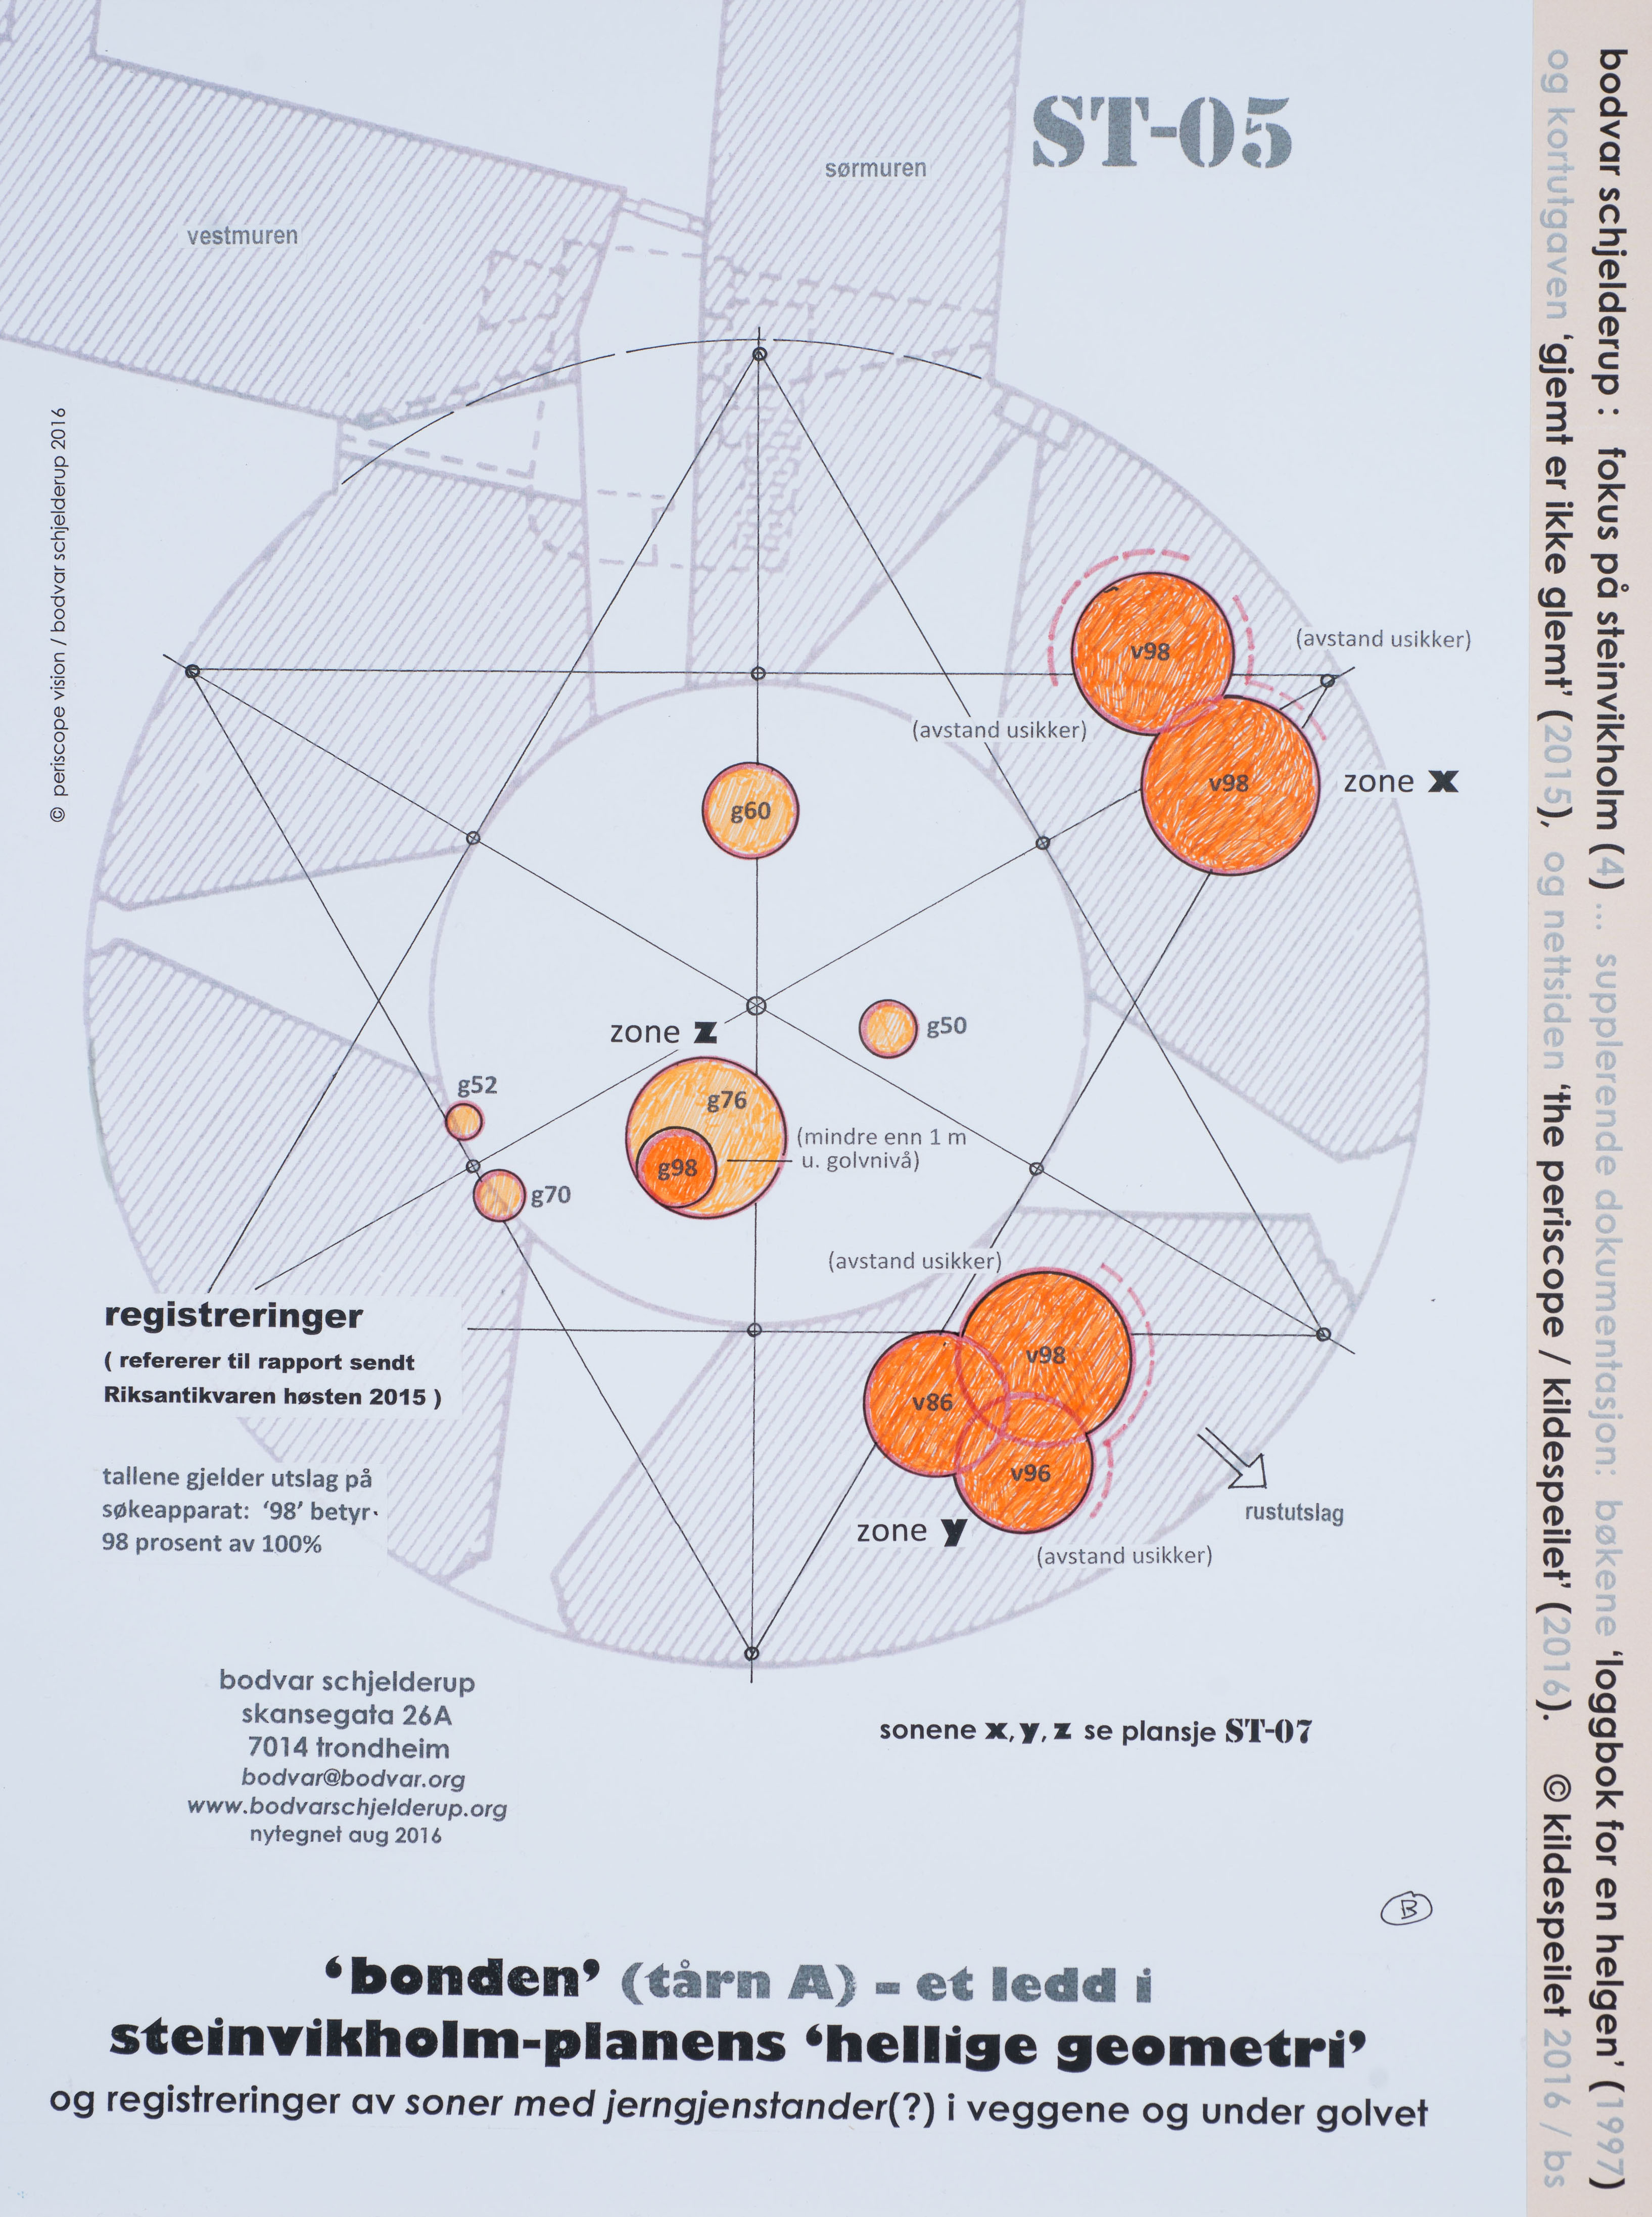 ST-05
sørmuren
vestmuren
© periscope vision / bodvar schjelderup 2016
(avstand usikker)
v98
(avstand usikker)
v98
zone x
g60
zone z
g50
g52
g76
(mindre enn 1 m
u. golvnivå)
g98
g70
(avstand usikker)
v98
v86
v96
zone y
(avstand usikker)
rustutslag
registreringer
( refererer til rapport sendt
Riksantikvaren høsten 2015 )
tallene gjelder utslag på
søkeapparat: ‘98’ betyr
98 prosent av 100%
bodvar schjelderup
skansegata 26A
7014 trondheim
bodvar@bodvar.org
www.bodvarschjelderup.org
nytegnet aug 2016
sonene x, y, z se plansje ST-07
B
‘bonden’ (tårn A) – et ledd i
steinvikholm-planens ‘hellige geometri’
og registreringer av soner med jerngjenstander(?) i veggene og under golvet
bodvar schjelderup : fokus på steinvikholm (4) ... supplerende dokumentasjon: bøkene ‘loggbok for en helgen’ (1997)
og kortutgaven ‘gjemt er ikke glemt’ (2015), og nettsiden ‘the periscope / kildespeilet’ (2016). © kildespeilet 2016 / bs